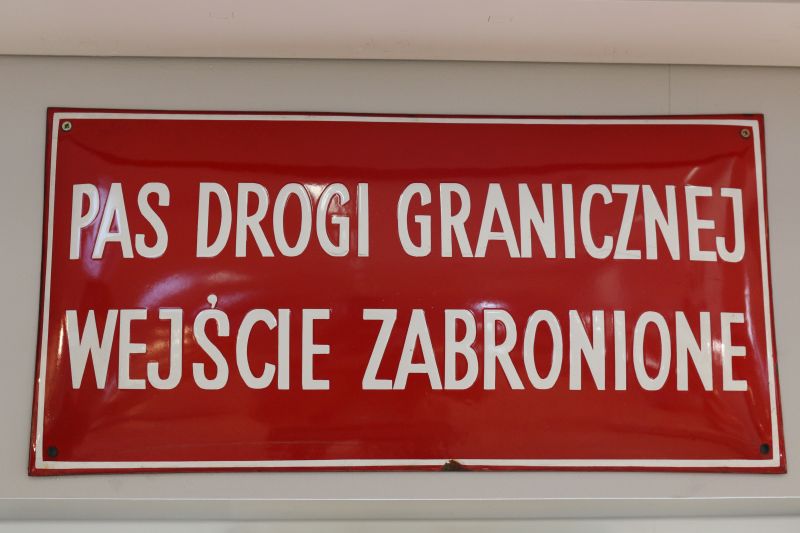 PAS DROGI GRANICZNEJ
WEJŚCIE ZABRONIONE